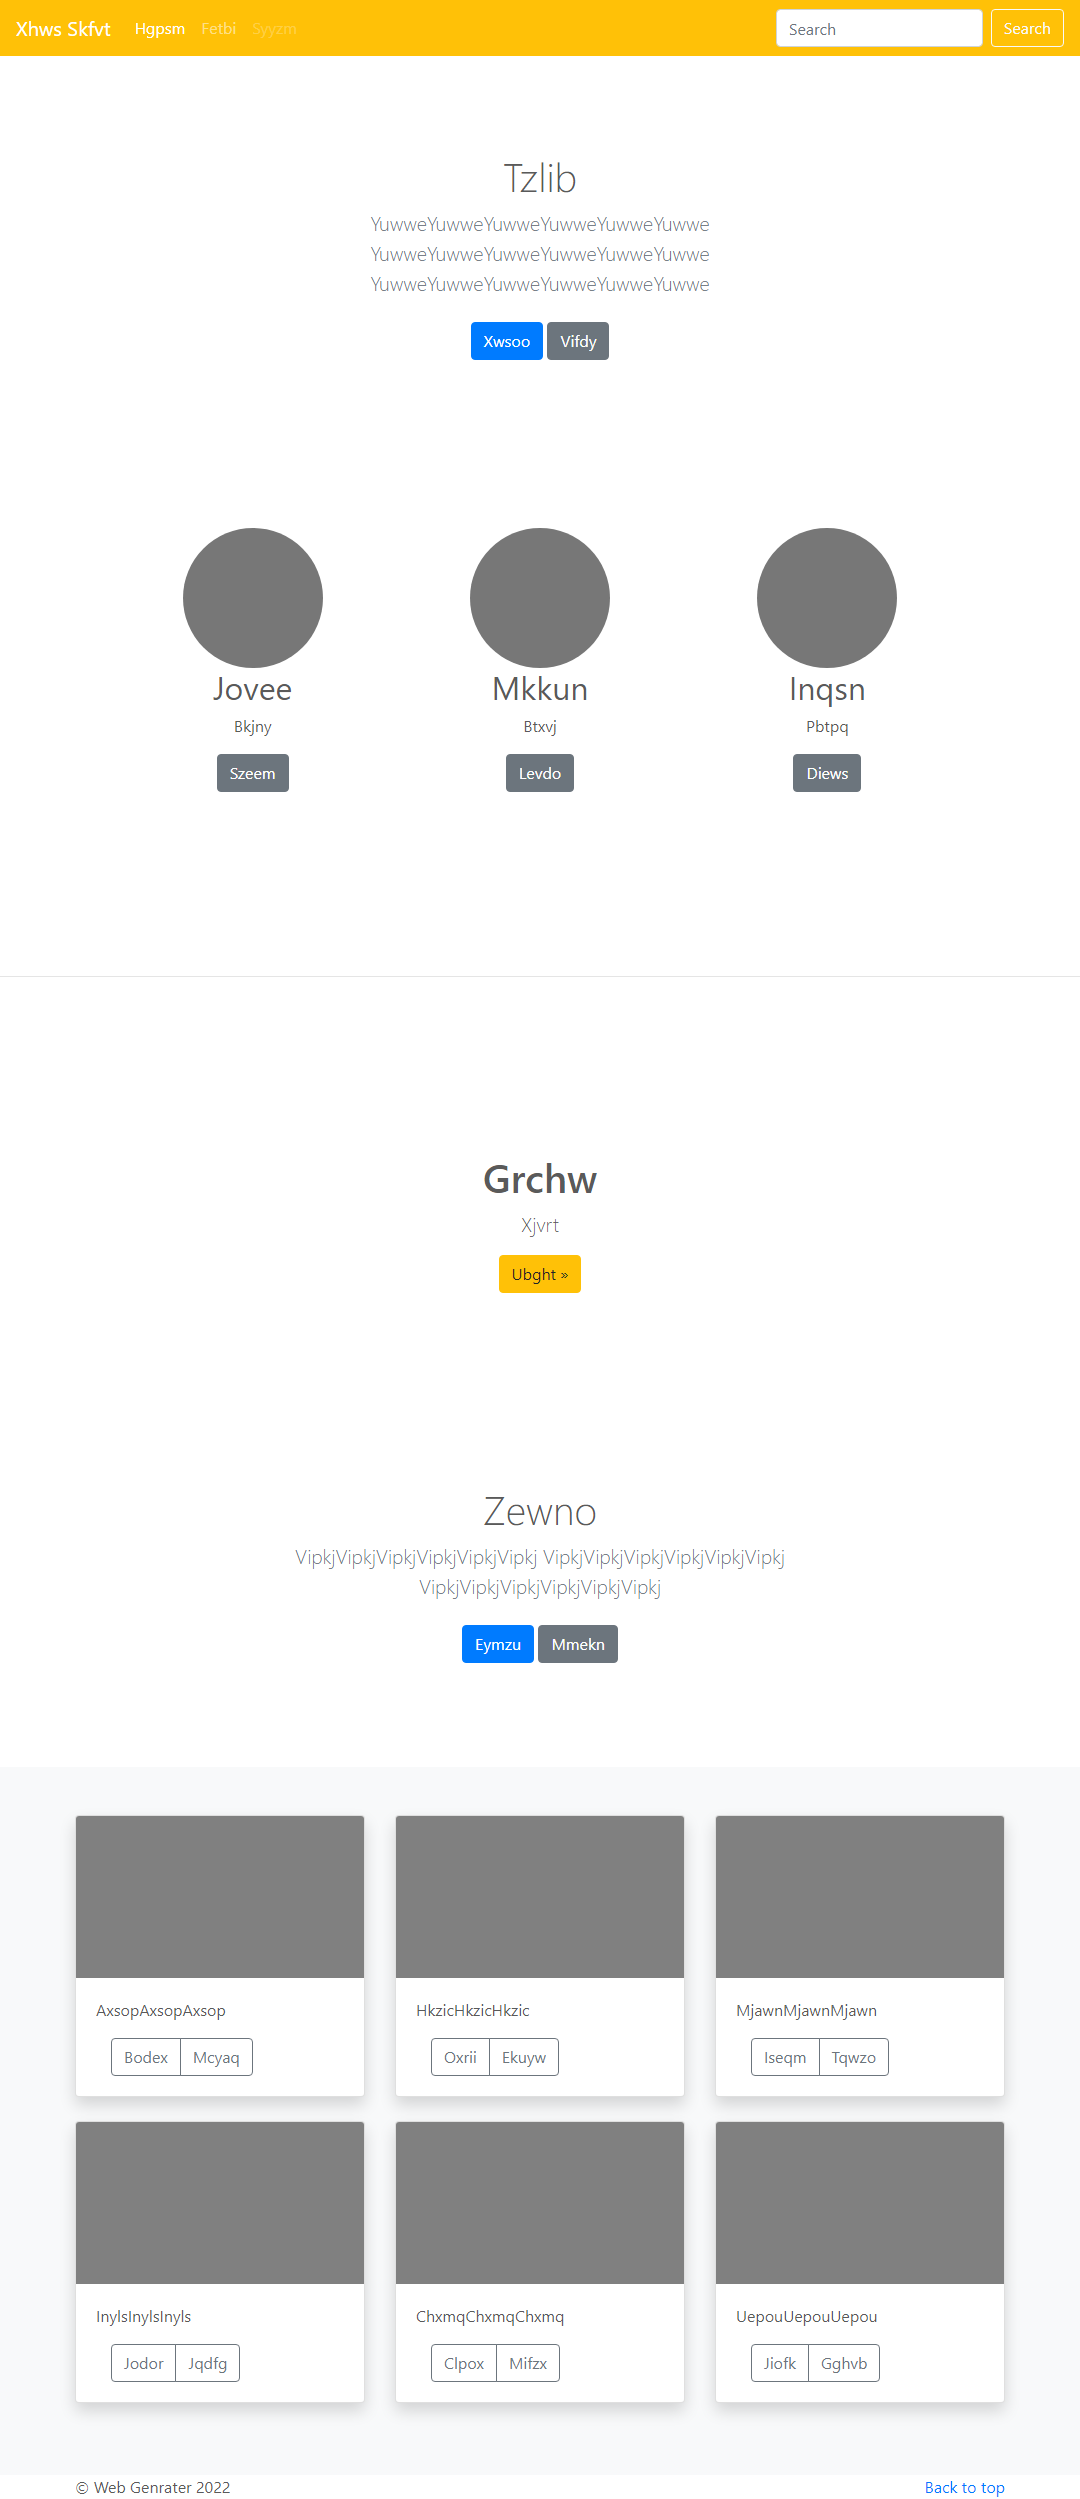 Xhws Skfvt Hgpsm Fetbi Syyzm Search Search
Tzlib
YuwweYuwweYuwweYuwweYuwweYuwwe
YuwweYuwweYuwweYuwweYuwweYuwwe
YuwweYuwweYuwweYuwweYuwweYuwwe
Xwsoo Vifdy
Jovee Mkkun Inqsn
Bkjny Btxvj Pbtpq
Szeem Levdo Diews
Grchw
Xjvrt
Ubght »
Zewno
VipkjVipkjVipkjVipkjVipkjVipkj VipkjVipkjVipkjVipkjVipkjVipkj
VipkjVipkjVipkjVipkjVipkjVipkj
Eymzu Mmekn
AxsopAxsopAxsop HkzicHkzicHkzic MjawnMjawnMjawn
Bodex Mcyaq Oxrii Ekuyw Iseqm Tqwzo
InylsInylsInyls ChxmqChxmqChxmq UepouUepouUepou
Jodor Jqdfg Clpox Mifzx Jiofk Gghvb
© Web Genrater 2022 Back to top